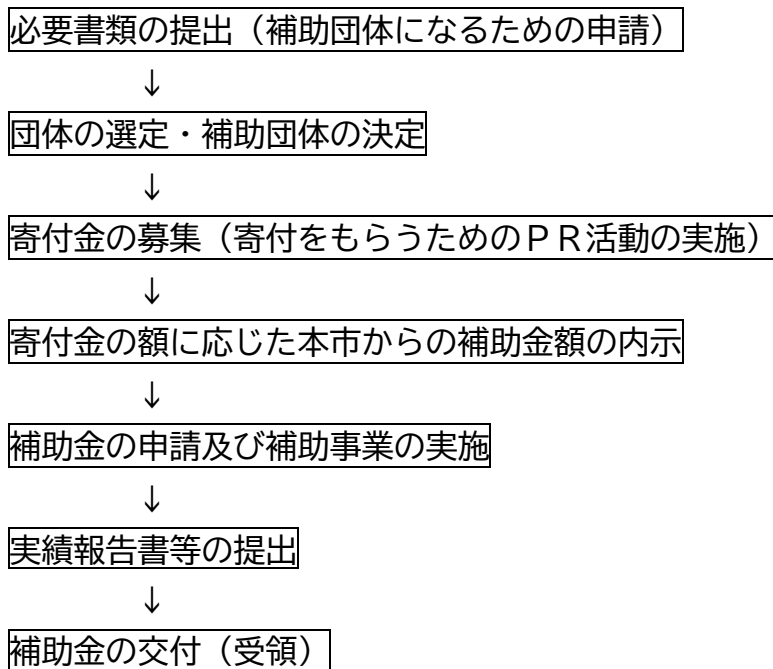 必要書類の提出（補助団体になるための申請）
↓
団体の選定・補助団体の決定
↓
寄付金の募集（寄付をもらうためのＰＲ活動の実施）
↓
寄付金の額に応じた本市からの補助金額の内示
↓
補助金の申請及び補助事業の実施
↓
実績報告書等の提出
↓
補助金の交付（受領）